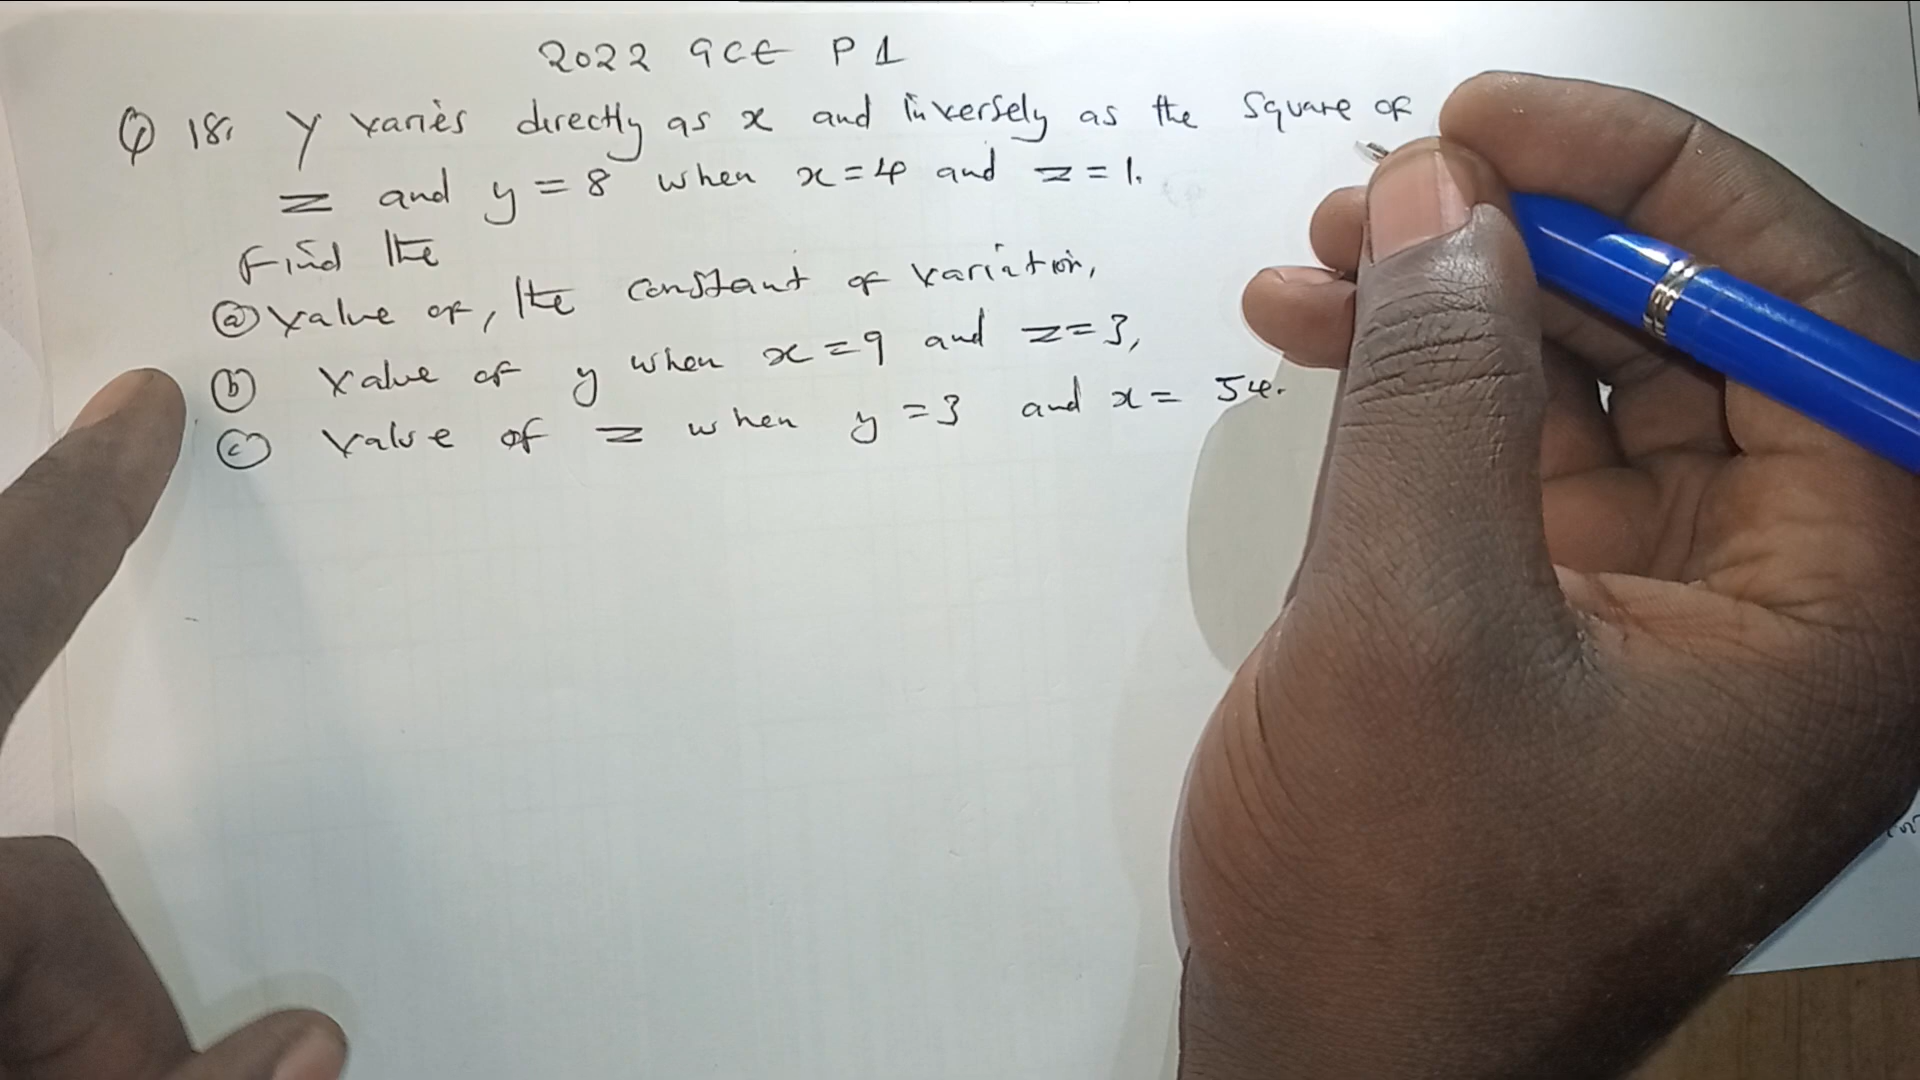 2022 GCE P1
Q 18. Y varies directly as x and inversely as the square of
z and y = 8 when x = 4 and z = 1.
Find the
(a) value of, the constant of variation,
(b) value of y when x = 9 and z = 3,
(c) value of z when y = 3 and x = 54.